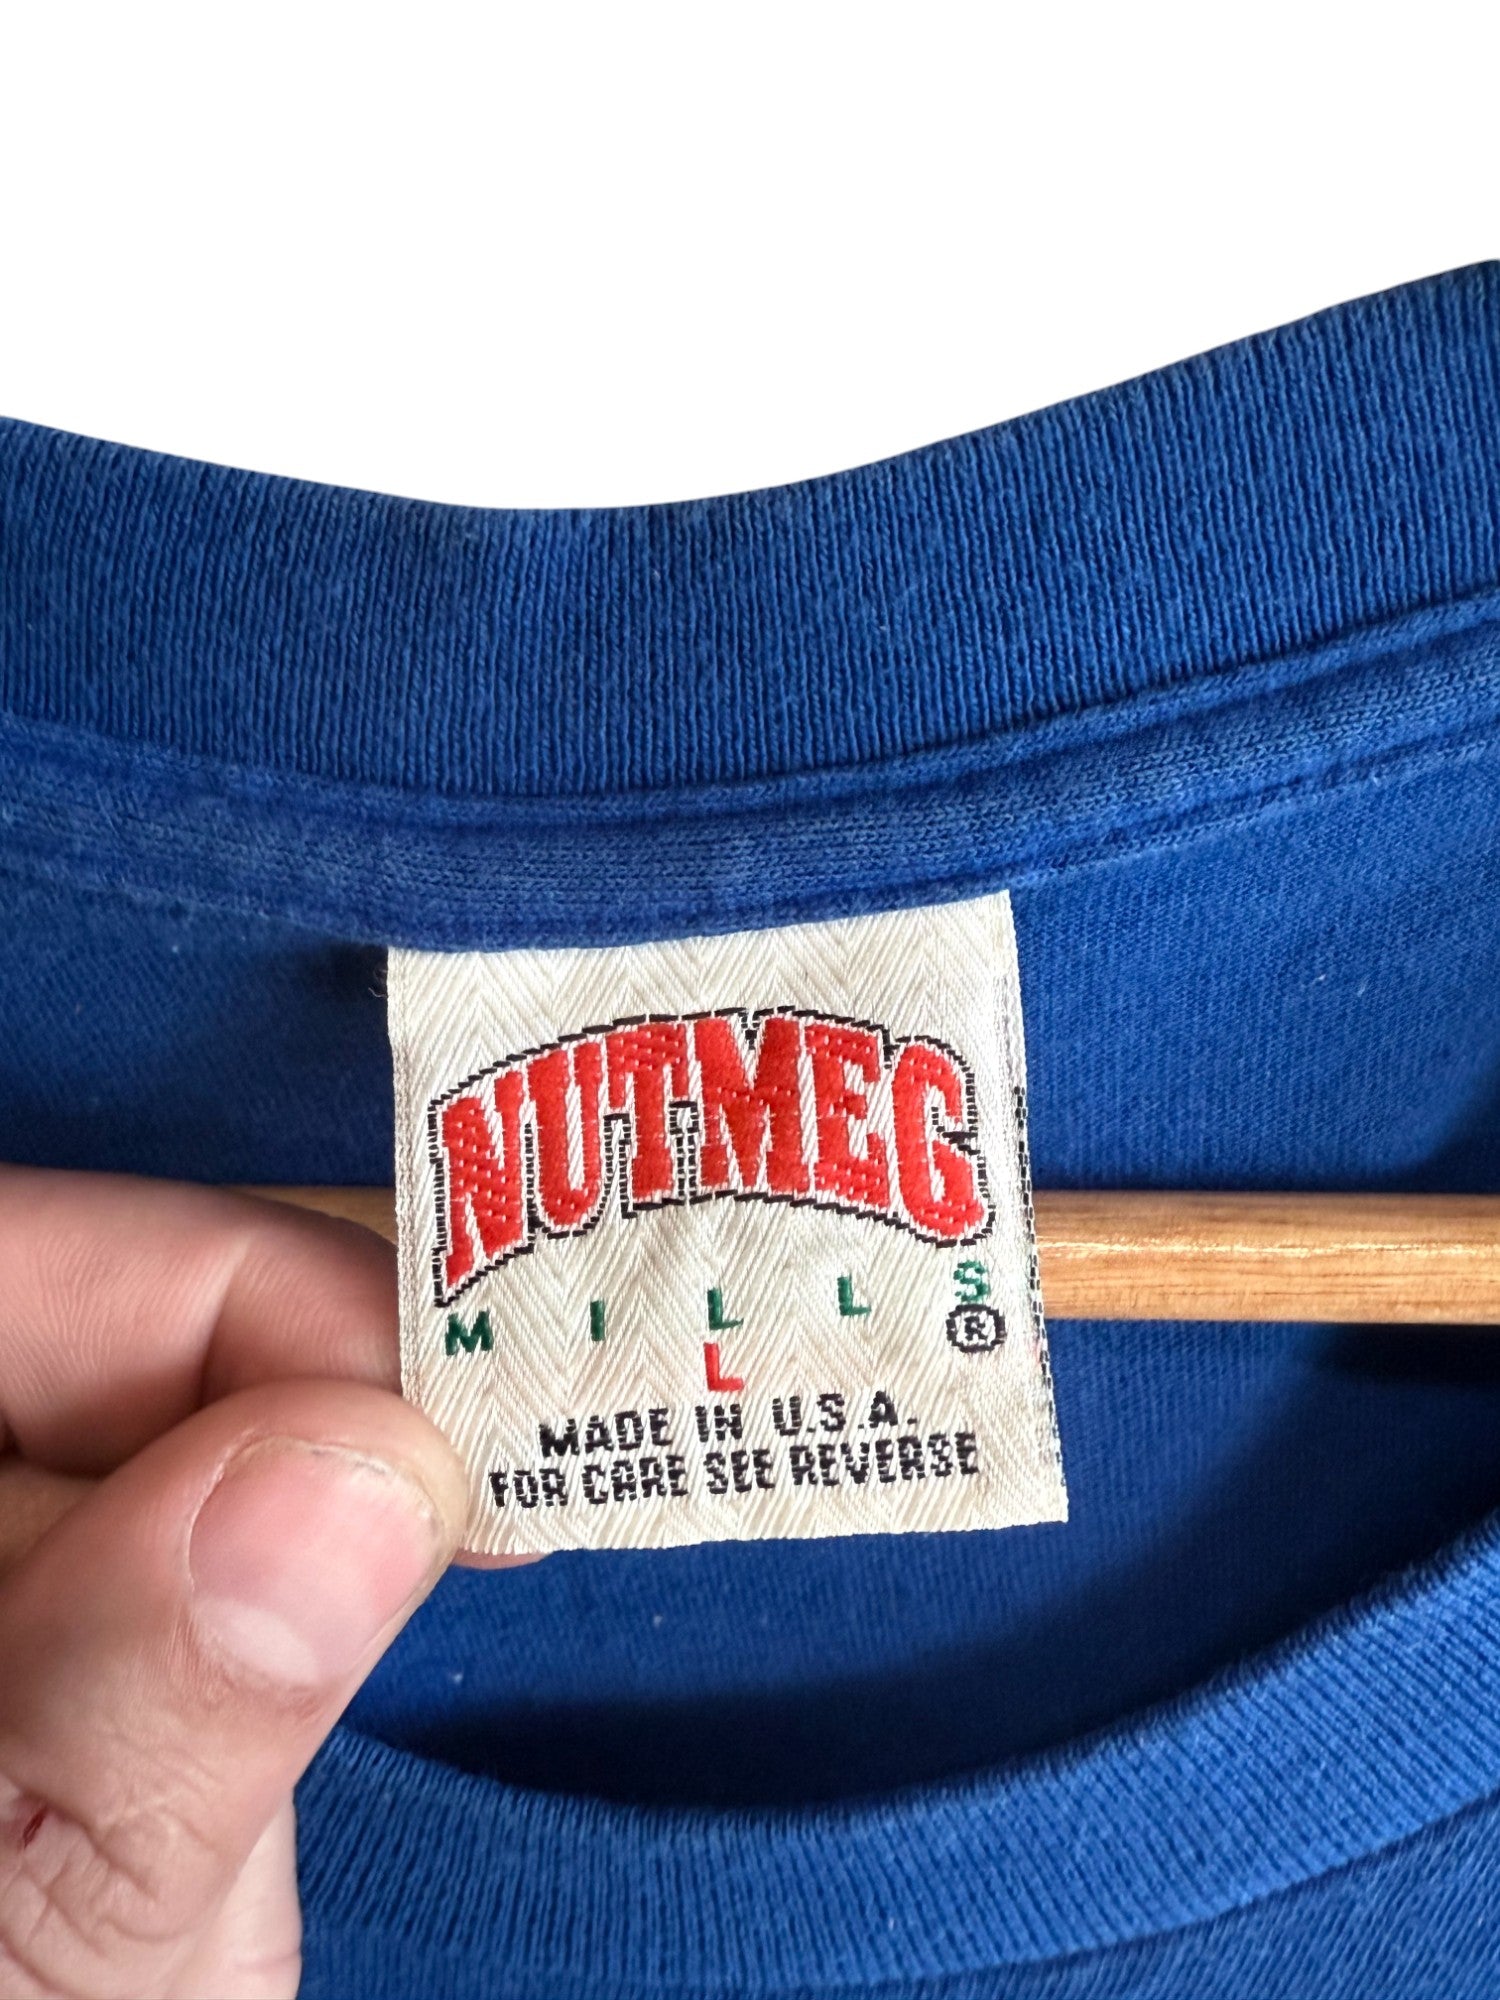 NUTMEG
MILLS ®
L
MADE IN U.S.A.
FOR CARE SEE REVERSE